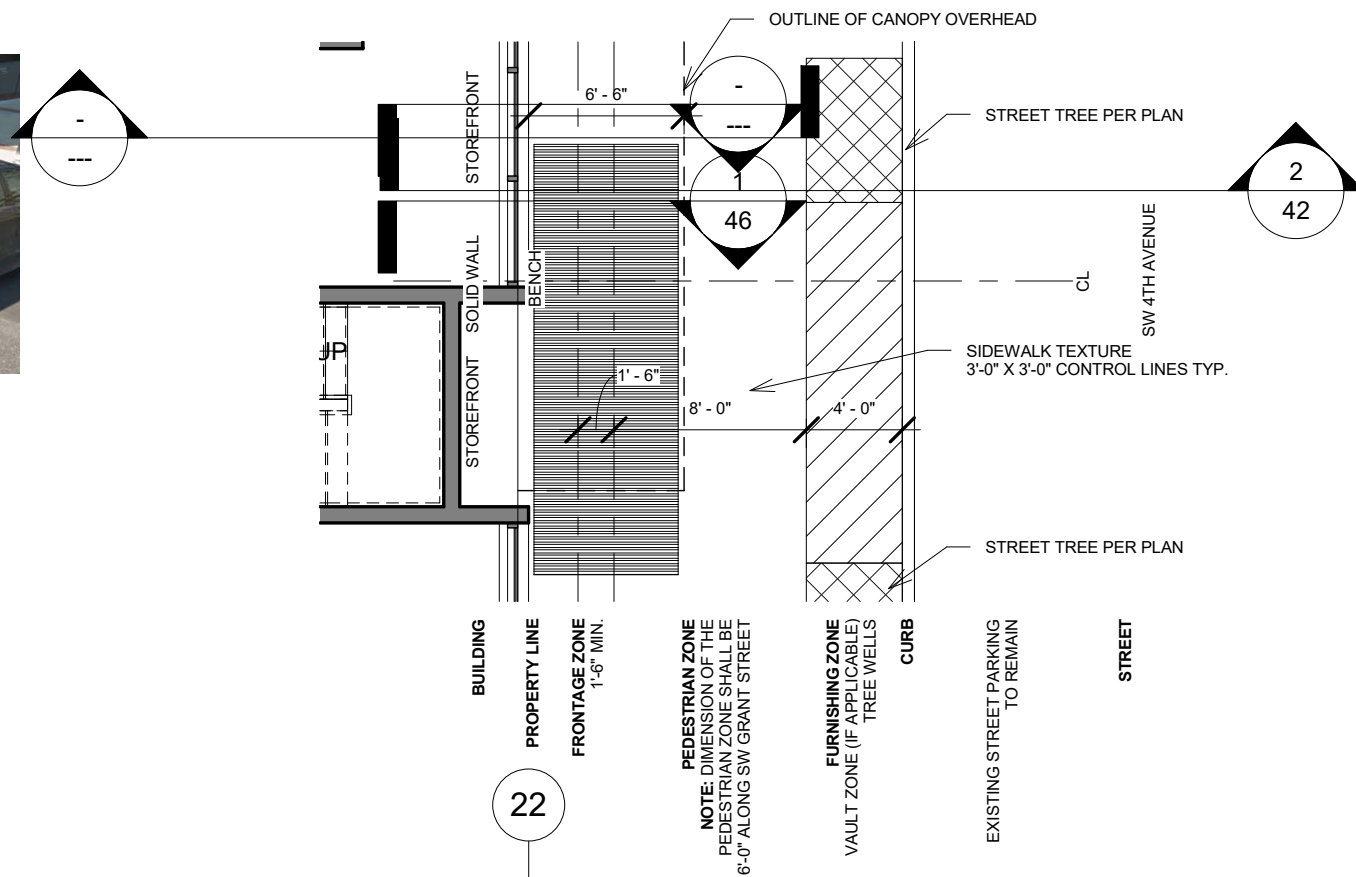 OUTLINE OF CANOPY OVERHEAD
-
---
STOREFRONT
6' - 6"
-
---
STREET TREE PER PLAN
1
46
2
42
SOLID WALL
BENCH
CL
SW 4TH AVENUE
UP
STOREFRONT
1' - 6"
8' - 0"
4' - 0"
SIDEWALK TEXTURE
3'-0" X 3'-0" CONTROL LINES TYP.
STREET TREE PER PLAN
BUILDING
PROPERTY LINE
FRONTAGE ZONE
1'-6" MIN.
PEDESTRIAN ZONE
NOTE: DIMENSION OF THE
PEDESTRIAN ZONE SHALL BE
6'-0" ALONG SW GRANT STREET
FURNISHING ZONE
VAULT ZONE (IF APPLICABLE)
TREE WELLS
CURB
EXISTING STREET PARKING
TO REMAIN
STREET
22